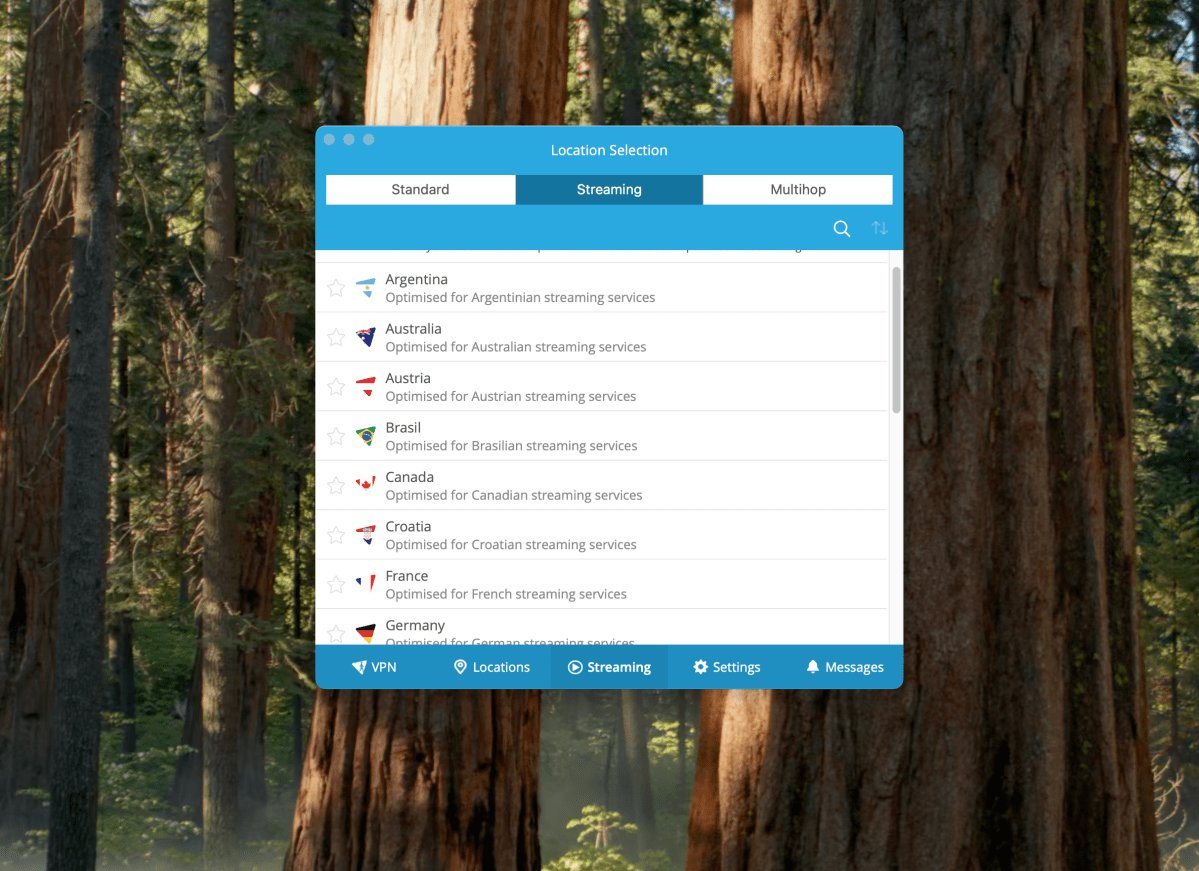 Location Selection
Standard
Streaming
Multihop
Argentina
Optimised for Argentinian streaming services
Australia
Optimised for Australian streaming services
Austria
Optimised for Austrian streaming services
Brasil
Optimised for Brasilian streaming services
Canada
Optimised for Canadian streaming services
Croatia
Optimised for Croatian streaming services
France
Optimised for French streaming services
Germany
Optimised for German streaming services
VPN
Locations
Streaming
Settings
Messages